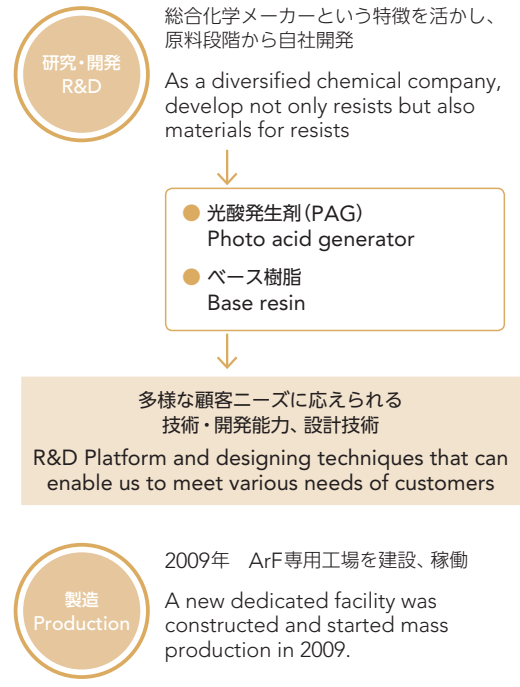 研究・開発
R&D
総合化学メーカーという特徴を活かし、
原料段階から自社開発
As a diversified chemical company,
develop not only resists but also
materials for resists
光酸発生剤(PAG)
Photo acid generator
ベース樹脂
Base resin
多様な顧客ニーズに応えられる
技術・開発能力、設計技術
R&D Platform and designing techniques that can
enable us to meet various needs of customers
製造
Production
2009年　ArF専用工場を建設、稼働
A new dedicated facility was
constructed and started mass
production in 2009.